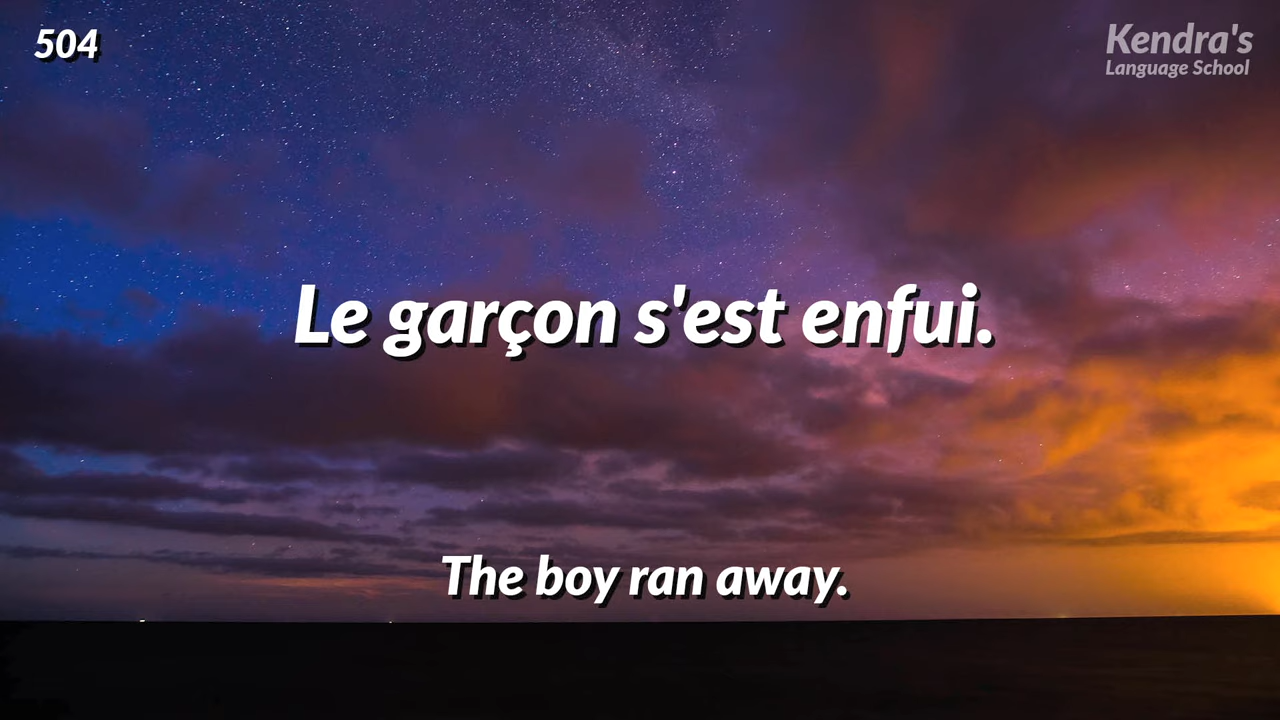 504
Kendra's
Language School
Le garçon s'est enfui.
The boy ran away.